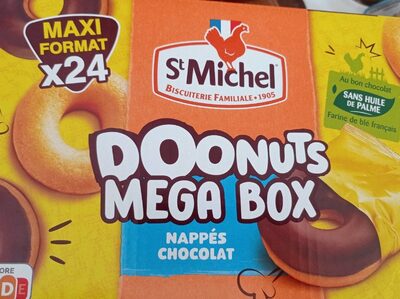 MAXI
FORMAT
x24
St Michel
BISCUITERIE FAMILIALE • 1905
Au bon chocolat
SANS HUILE
DE PALME
Farine de blé français
DOONUTS
MEGA BOX
NAPPÉS
CHOCOLAT
ORE
D E